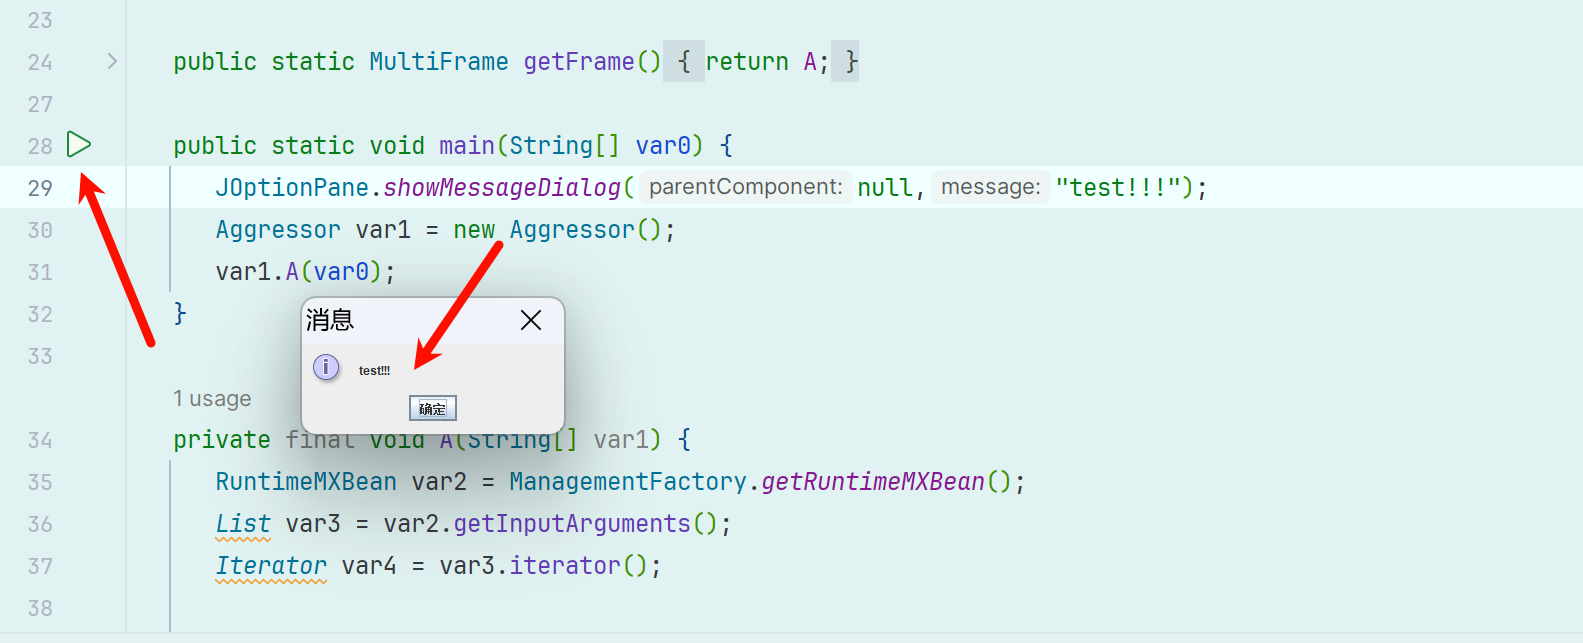 23
24 public static MultiFrame getFrame() { return A; }
27
28 public static void main(String[] var0) {
29 JOptionPane.showMessageDialog( parentComponent: null, message: "test!!!");
30 Aggressor var1 = new Aggressor();
31 var1.A(var0);
32 }
消息
33
test!!!
1 usage
确定
34 private final void A(String[] var1) {
35 RuntimeMXBean var2 = ManagementFactory.getRuntimeMXBean();
36 List var3 = var2.getInputArguments();
37 Iterator var4 = var3.iterator();
38